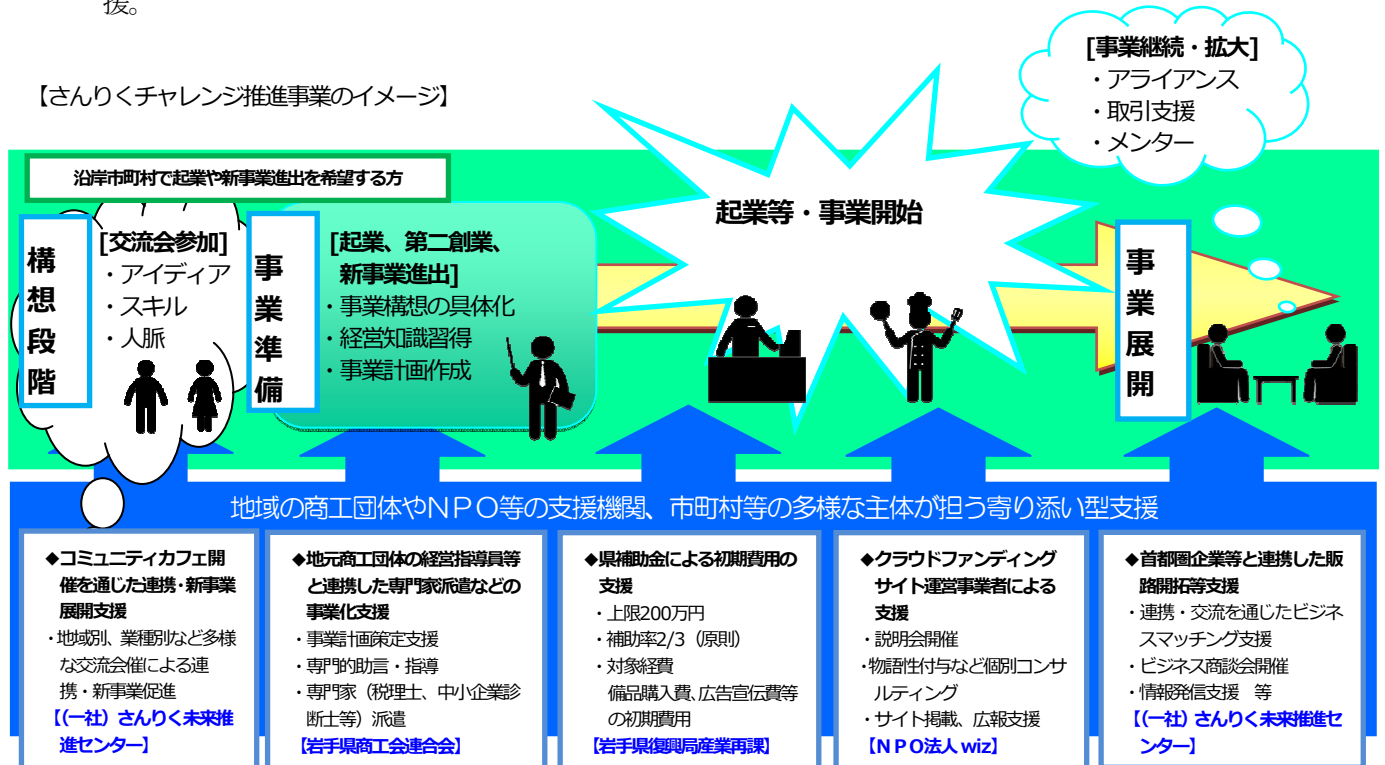 援。
【さんりくチャレンジ推進事業のイメージ】
[事業継続・拡大]
・アライアンス
・取引支援
・メンター
沿岸市町村で起業や新事業進出を希望する方
構想段階
[交流会参加]
・アイディア
・スキル
・人脈
事業準備
[起業、第二創業、
新事業進出]
・事業構想の具体化
・経営知識習得
・事業計画作成
起業等・事業開始
事業展開
地域の商工団体やNPO等の支援機関、市町村等の多様な主体が担う寄り添い型支援
◆コミュニティカフェ開
催を通じた連携・新事業
展開支援
・地域別、業種別など多様
な交流会催による連
携・新事業促進
【(一社)さんりく未来推
進センター】
◆地元商工団体の経営指導員等
と連携した専門家派遣などの
事業化支援
・事業計画策定支援
・専門的助言・指導
・専門家(税理士、中小企業診
断士等)派遣
【岩手県商工会連合会】
◆県補助金による初期費用の
支援
・上限200万円
・補助率2/3(原則)
・対象経費
備品購入費、広告宣伝費等
の初期費用
【岩手県復興局産業再課】
◆クラウドファンディング
サイト運営事業者による
支援
・説明会開催
・物語性付与など個別コンサ
ルティング
・サイト掲載、広報支援
【NPO法人 wiz】
◆首都圏企業等と連携した販
路開拓等支援
・連携・交流を通じたビジネ
スマッチング支援
・ビジネス商談会開催
・情報発信支援 等
【(一社)さんりく未来推進セ
ンター】